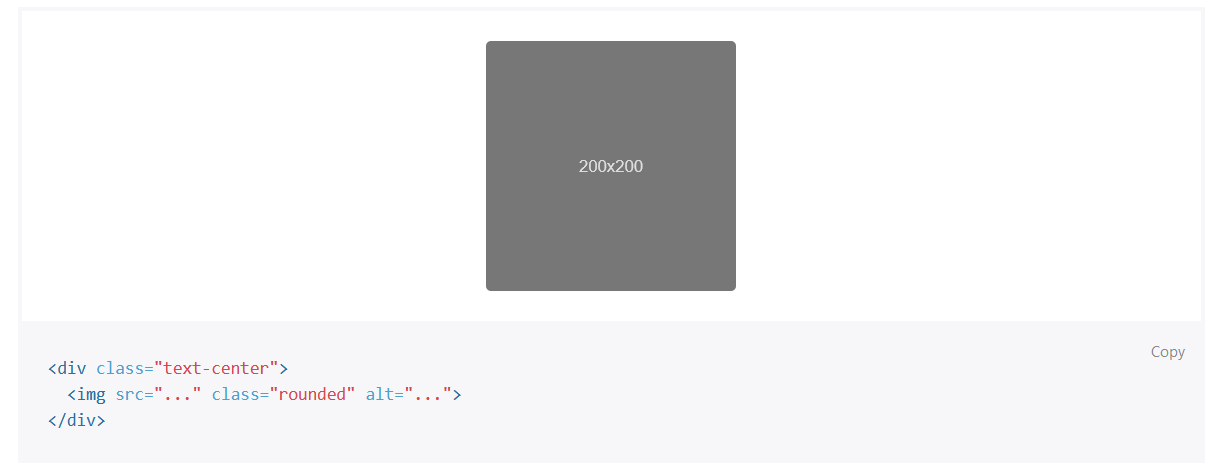 200x200
Copy
<div class="text-center">
  <img src="..." class="rounded" alt="...">
</div>